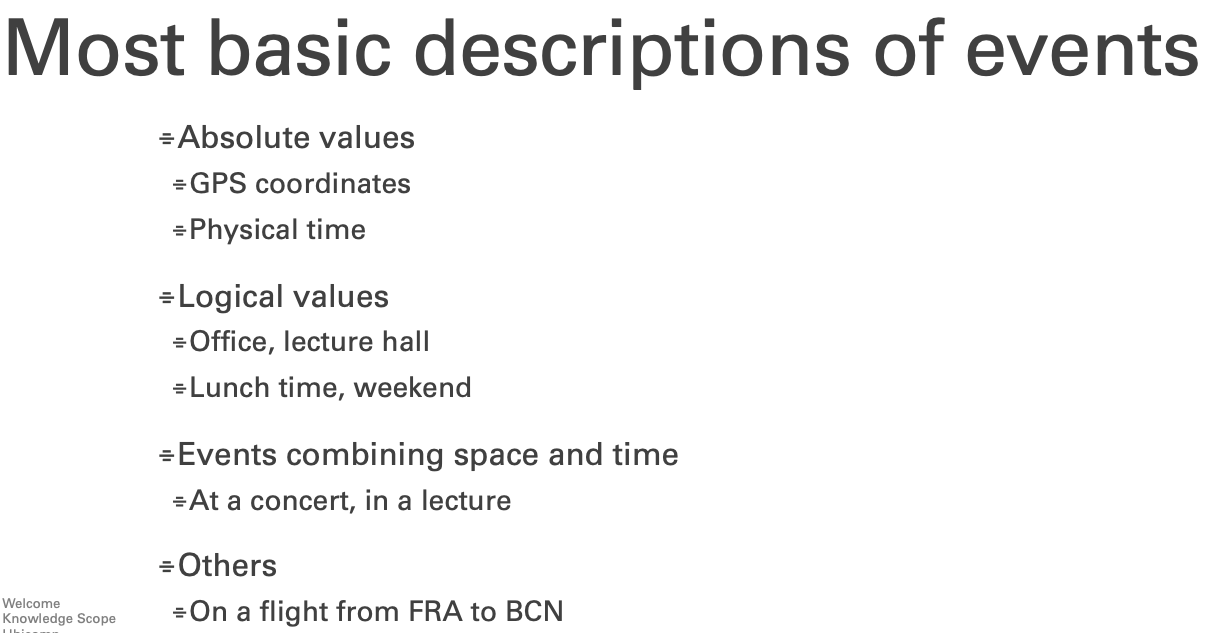 Most basic descriptions of events
Absolute values
GPS coordinates
Physical time
Logical values
Office, lecture hall
Lunch time, weekend
Events combining space and time
At a concert, in a lecture
Others
On a flight from FRA to BCN
Welcome
Knowledge Scope